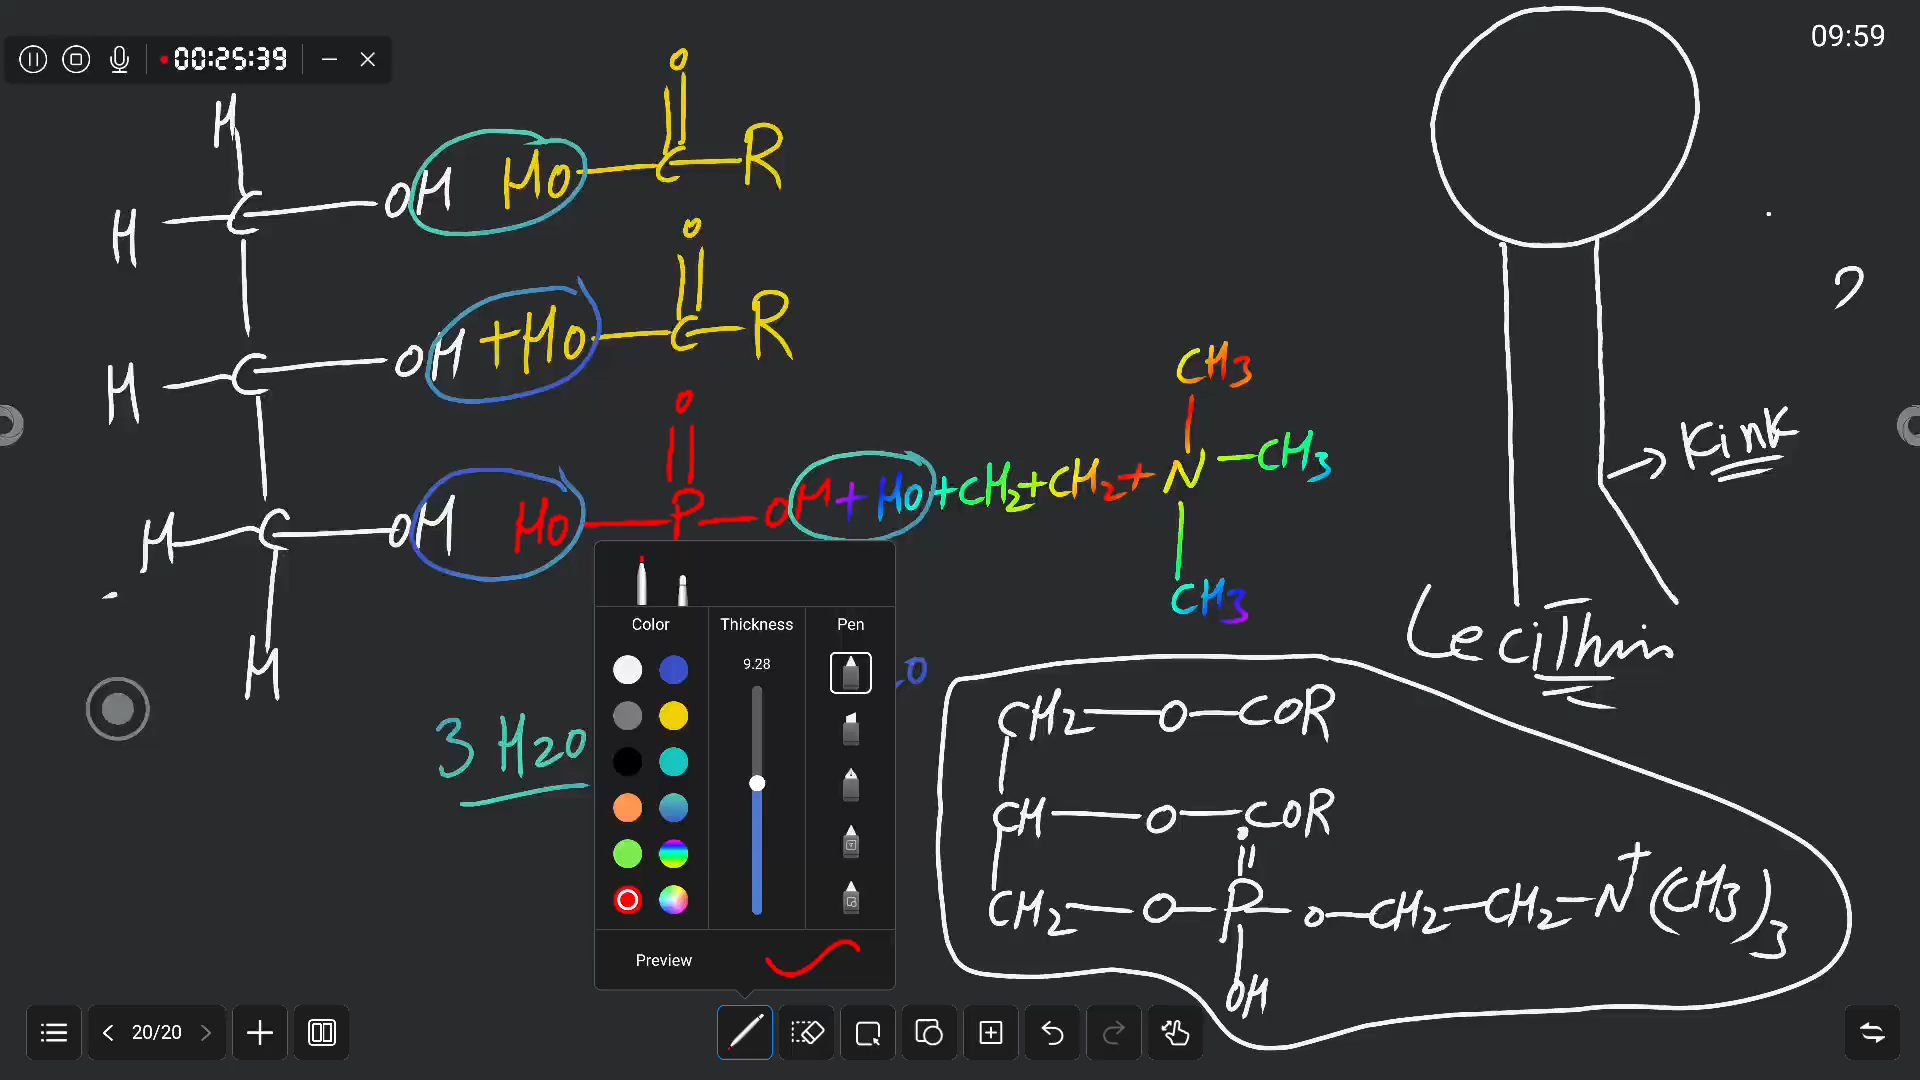 09:59
00:25:39
H
O
H C OH HO C R
O
H C OH +HO C R
O
CH3
H C OH HO P OH + HO +CH2+CH2+ N CH3
CH3
H
Kink
Lecithin
3 H2O
Color Thickness Pen
9.28
Preview
CH2 O COR
CH O COR
CH2 O P O CH2 CH2 N+ (CH3)3
OH
20/20